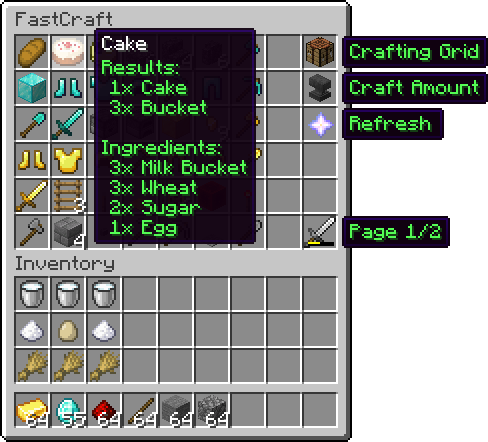 FastCraft
Cake
Results:
1x Cake
3x Bucket
Ingredients:
3x Milk Bucket
3x Wheat
2x Sugar
1x Egg
Crafting Grid
Craft Amount
Refresh
3
4
Page 1/2
Inventory
64 55 64 64 64 64